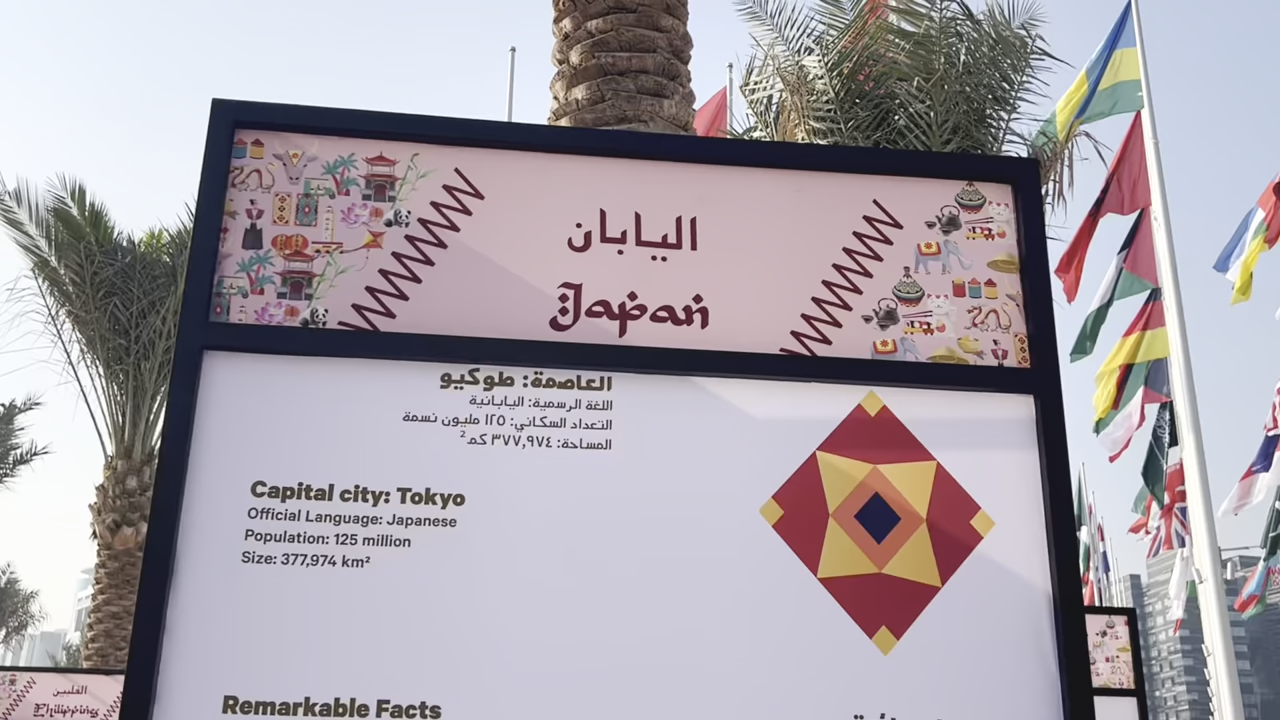 اليابان
Japan
العاصمة: طوكيو
اللغة الرسمية: اليابانية
التعداد السكاني: ١٢٥ مليون نسمة
المساحة: ٣٧٧,٩٧٤ كم²
Capital city: Tokyo
Official Language: Japanese
Population: 125 million
Size: 377,974 km²
Remarkable Facts
الفلبين
Philippines